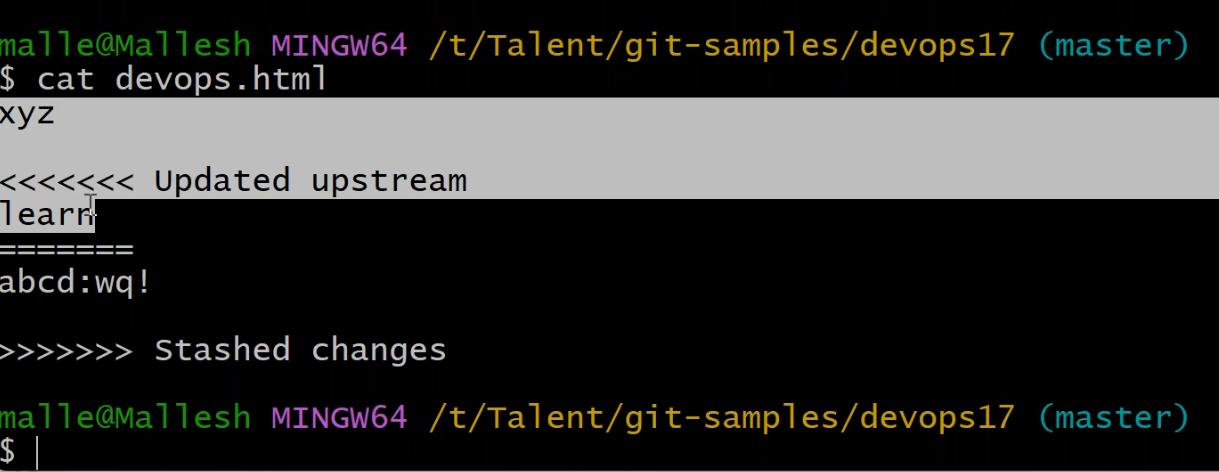 malle@Mallesh MINGW64 /t/Talent/git-samples/devops17 (master)
$ cat devops.html
xyz
<<<<<<< Updated upstream
learn
=======
abcd:wq!
>>>>>>> Stashed changes
malle@Mallesh MINGW64 /t/Talent/git-samples/devops17 (master)
$